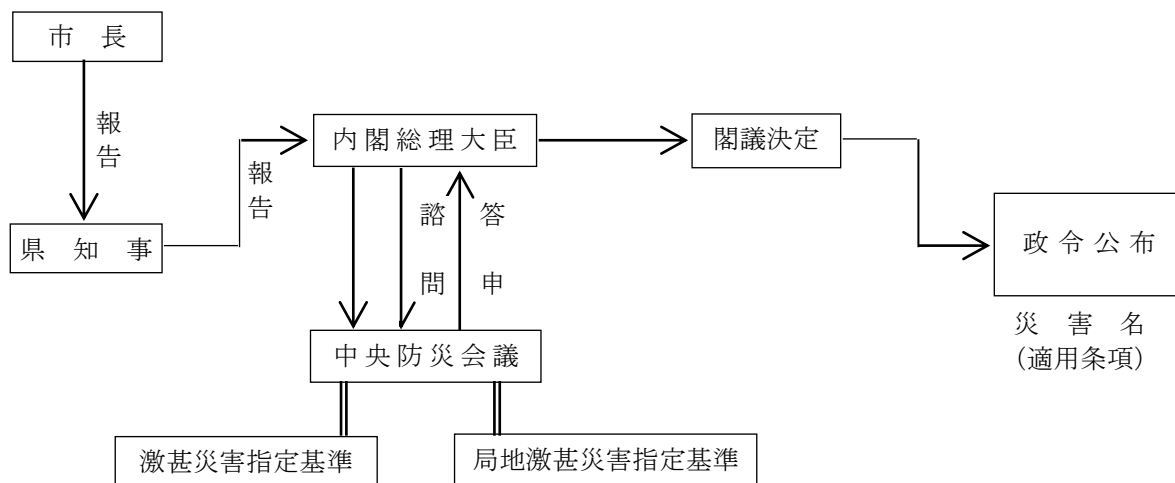 市長
報告
県知事
報告
内閣総理大臣
閣議決定
諮問
答申
政令公布
災害名
(適用条項)
中央防災会議
激甚災害指定基準
局地激甚災害指定基準